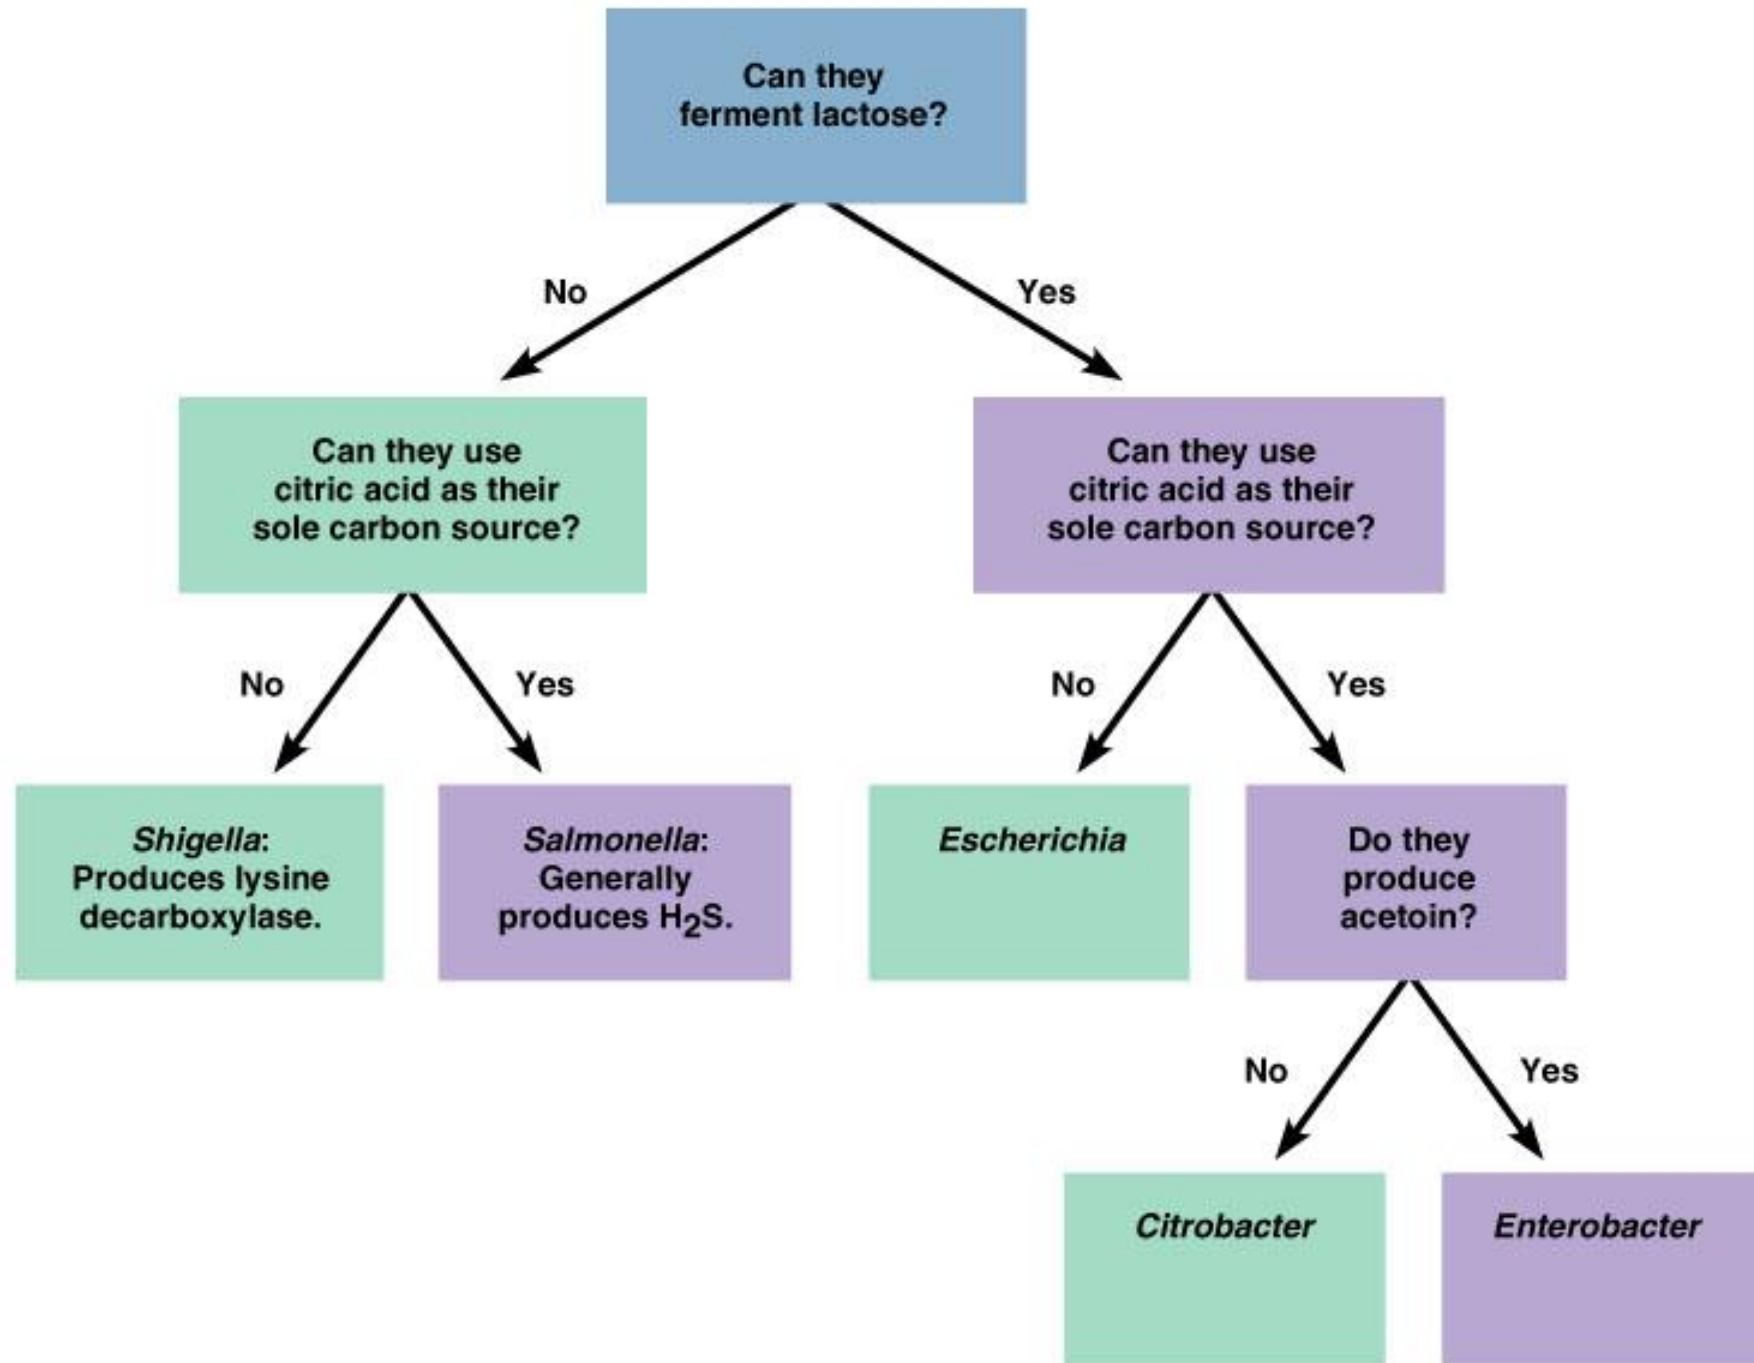 Can they
ferment lactose?
No
Yes
Can they use
citric acid as their
sole carbon source?
Can they use
citric acid as their
sole carbon source?
No
Yes
No
Yes
Shigella:
Produces lysine
decarboxylase.
Salmonella:
Generally
produces H₂S.
Escherichia
Do they
produce
acetoin?
No
Yes
Citrobacter
Enterobacter